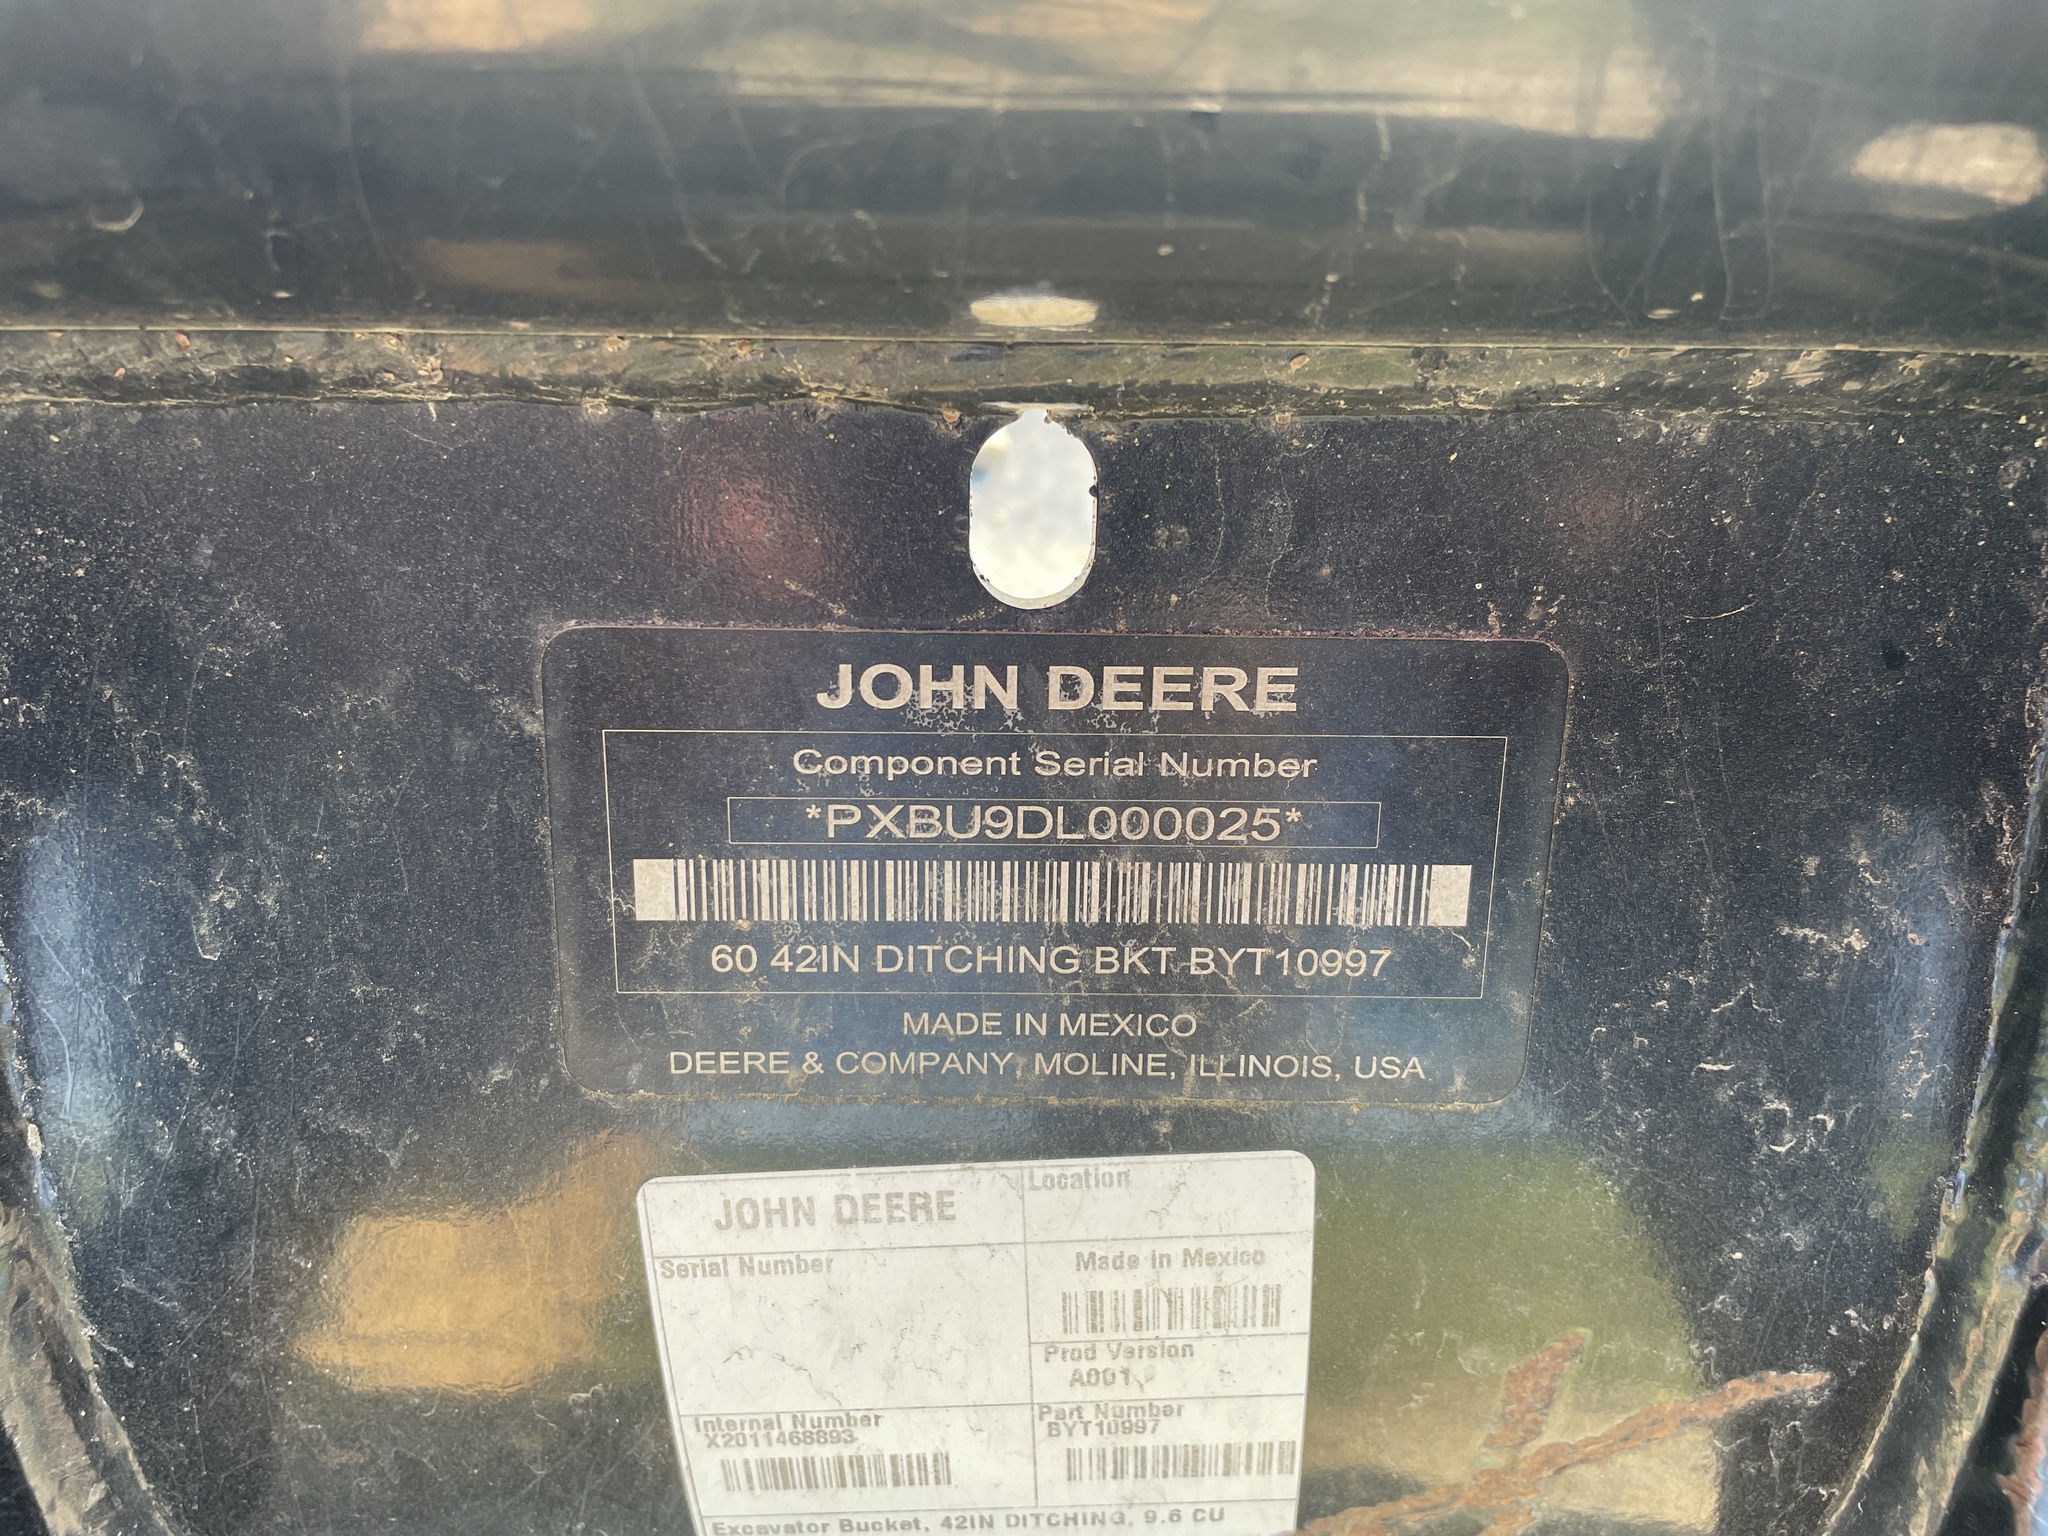 JOHN DEERE
Component Serial Number
*PXBU9DL000025*
60 42IN DITCHING BKT BYT10997
MADE IN MEXICO
DEERE & COMPANY, MOLINE, ILLINOIS, USA
JOHN DEERE
Location
Serial Number
Made In Mexico
Prod Version
A001
Internal Number
X2011468893
Part Number
BYT10997
Excavator Bucket, 42IN DITCHING, 9.6 CU